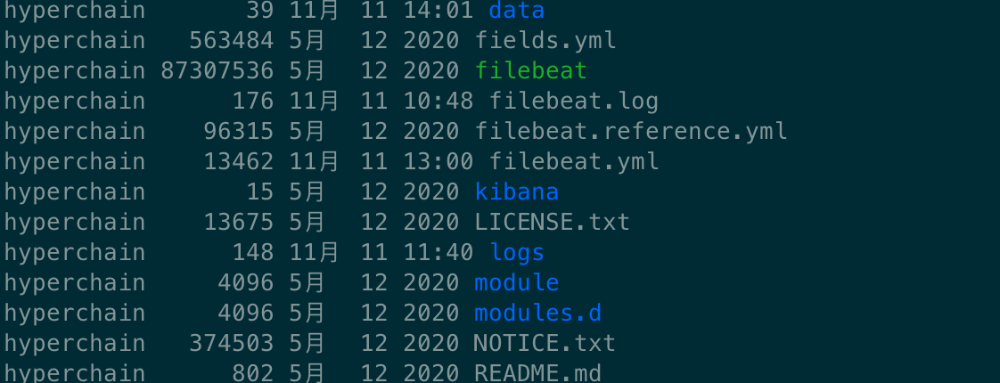 hyperchain 39 11月 11 14:01 data
hyperchain 563484 5月 12 2020 fields.yml
hyperchain 87307536 5月 12 2020 filebeat
hyperchain 176 11月 11 10:48 filebeat.log
hyperchain 96315 5月 12 2020 filebeat.reference.yml
hyperchain 13462 11月 11 13:00 filebeat.yml
hyperchain 15 5月 12 2020 kibana
hyperchain 13675 5月 12 2020 LICENSE.txt
hyperchain 148 11月 11 11:40 logs
hyperchain 4096 5月 12 2020 module
hyperchain 4096 5月 12 2020 modules.d
hyperchain 374503 5月 12 2020 NOTICE.txt
hyperchain 802 5月 12 2020 README.md